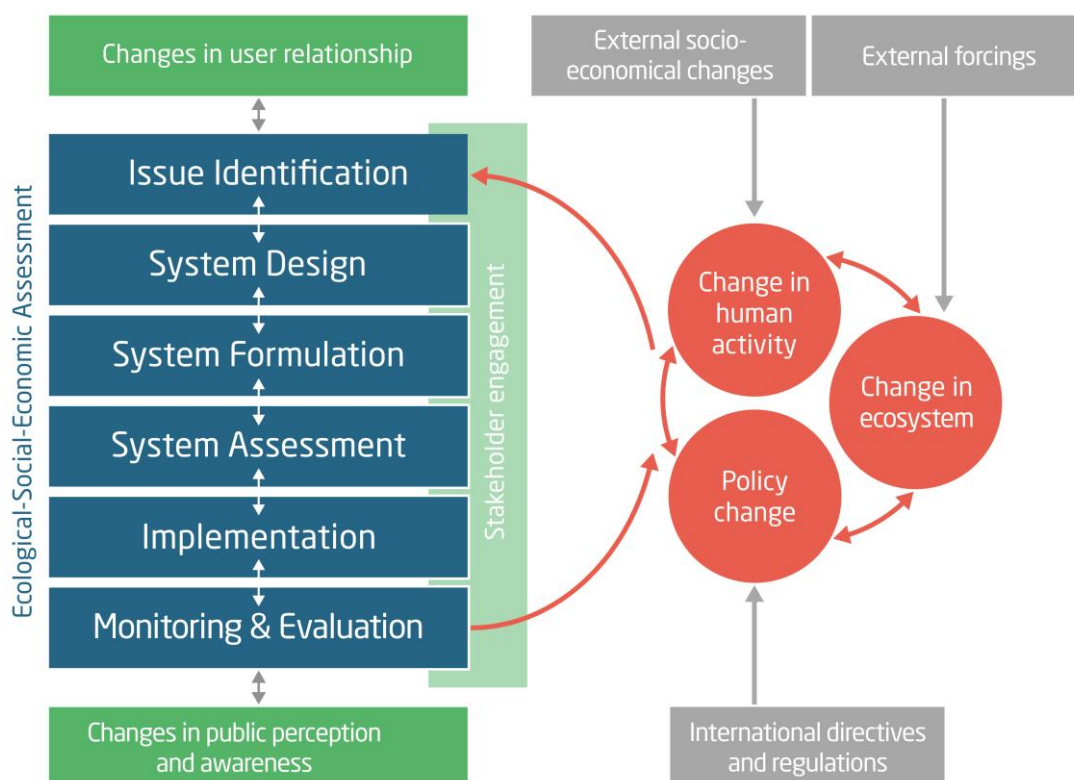 Changes in user relationship
External socio-
economical changes
External forcings
Ecological-Social-Economic Assessment
Issue Identification
System Design
System Formulation
System Assessment
Implementation
Monitoring & Evaluation
Stakeholder engagement
Change in
human
activity
Change in
ecosystem
Policy
change
Changes in public perception
and awareness
International directives
and regulations